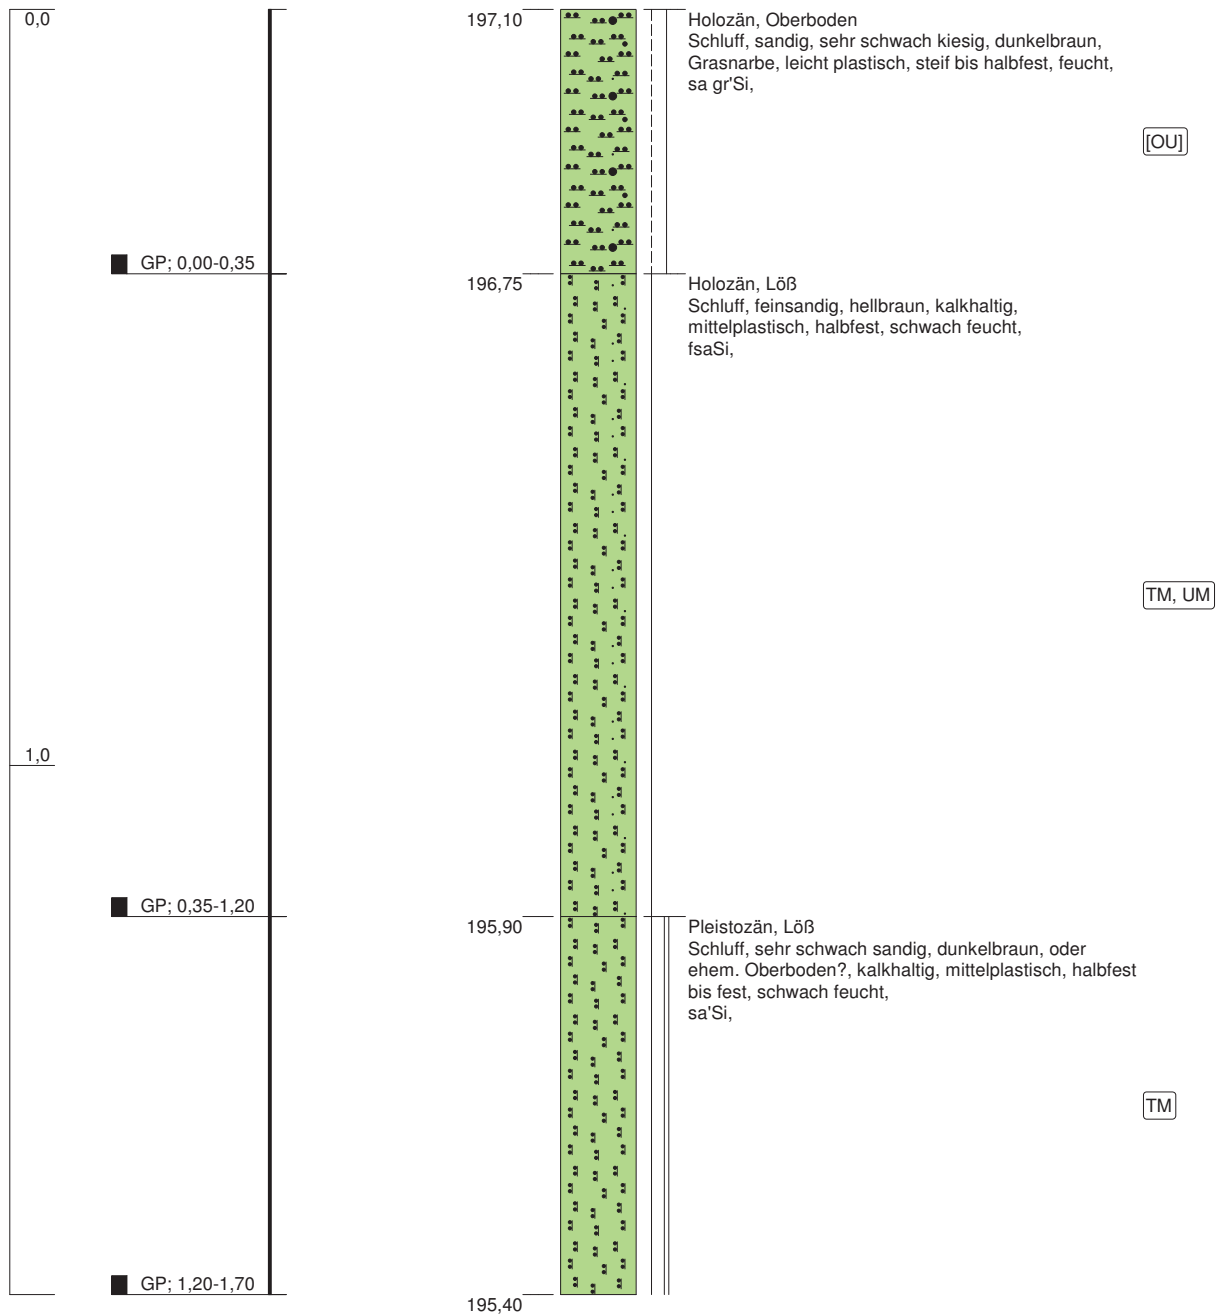 0,0
197,10
Holozän, Oberboden
Schluff, sandig, sehr schwach kiesig, dunkelbraun,
Grasnarbe, leicht plastisch, steif bis halbfest, feucht,
sa gr'Si,
[OU]
GP; 0,00-0,35
196,75
Holozän, Löß
Schluff, feinsandig, hellbraun, kalkhaltig,
mittelplastisch, halbfest, schwach feucht,
fsaSi,
TM, UM
1,0
GP; 0,35-1,20
195,90
Pleistozän, Löß
Schluff, sehr schwach sandig, dunkelbraun, oder
ehem. Oberboden?, kalkhaltig, mittelplastisch, halbfest
bis fest, schwach feucht,
sa'Si,
TM
GP; 1,20-1,70
195,40